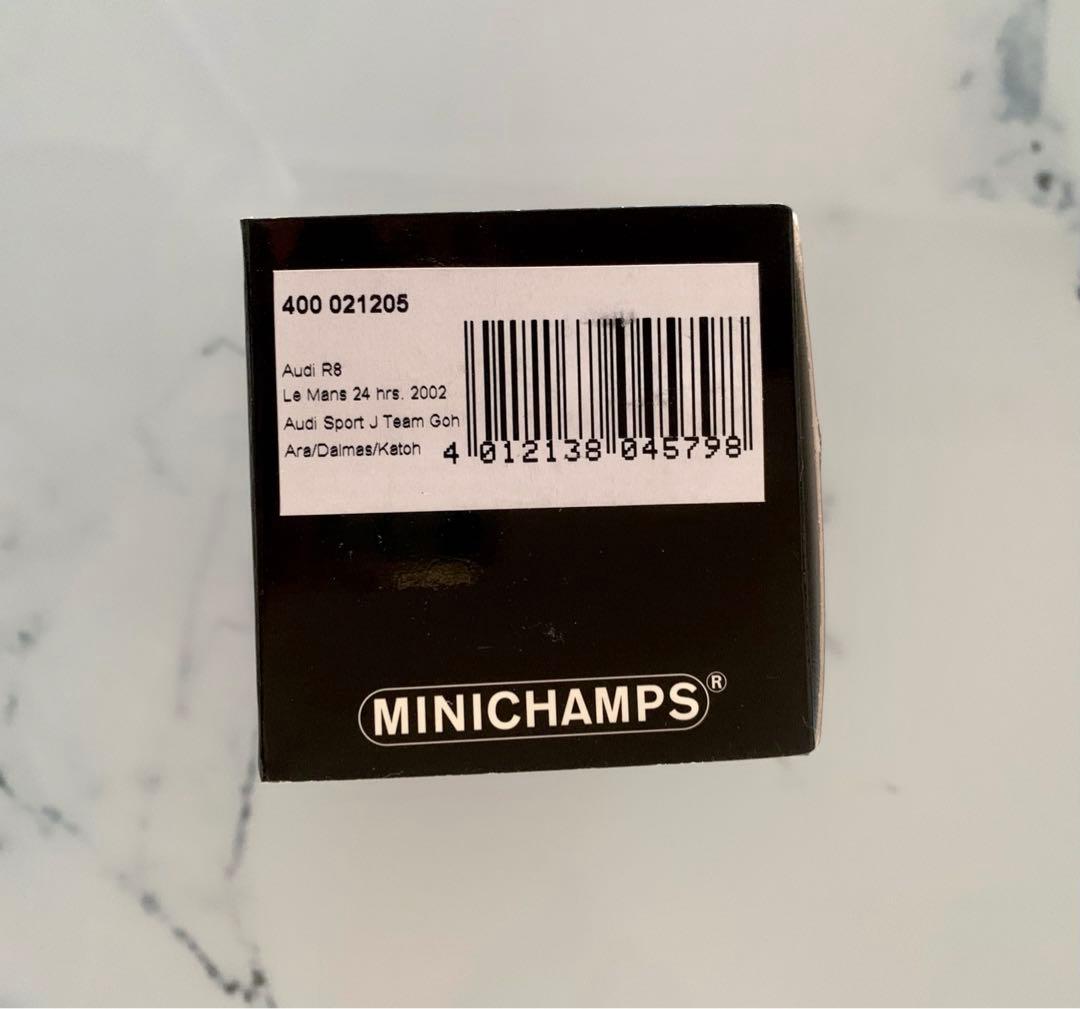 400 021205
Audi R8
Le Mans 24 hrs. 2002
Audi Sport J Team Goh
Ara/Dalmas/Katoh
4 012138 045798
MINICHAMPS®